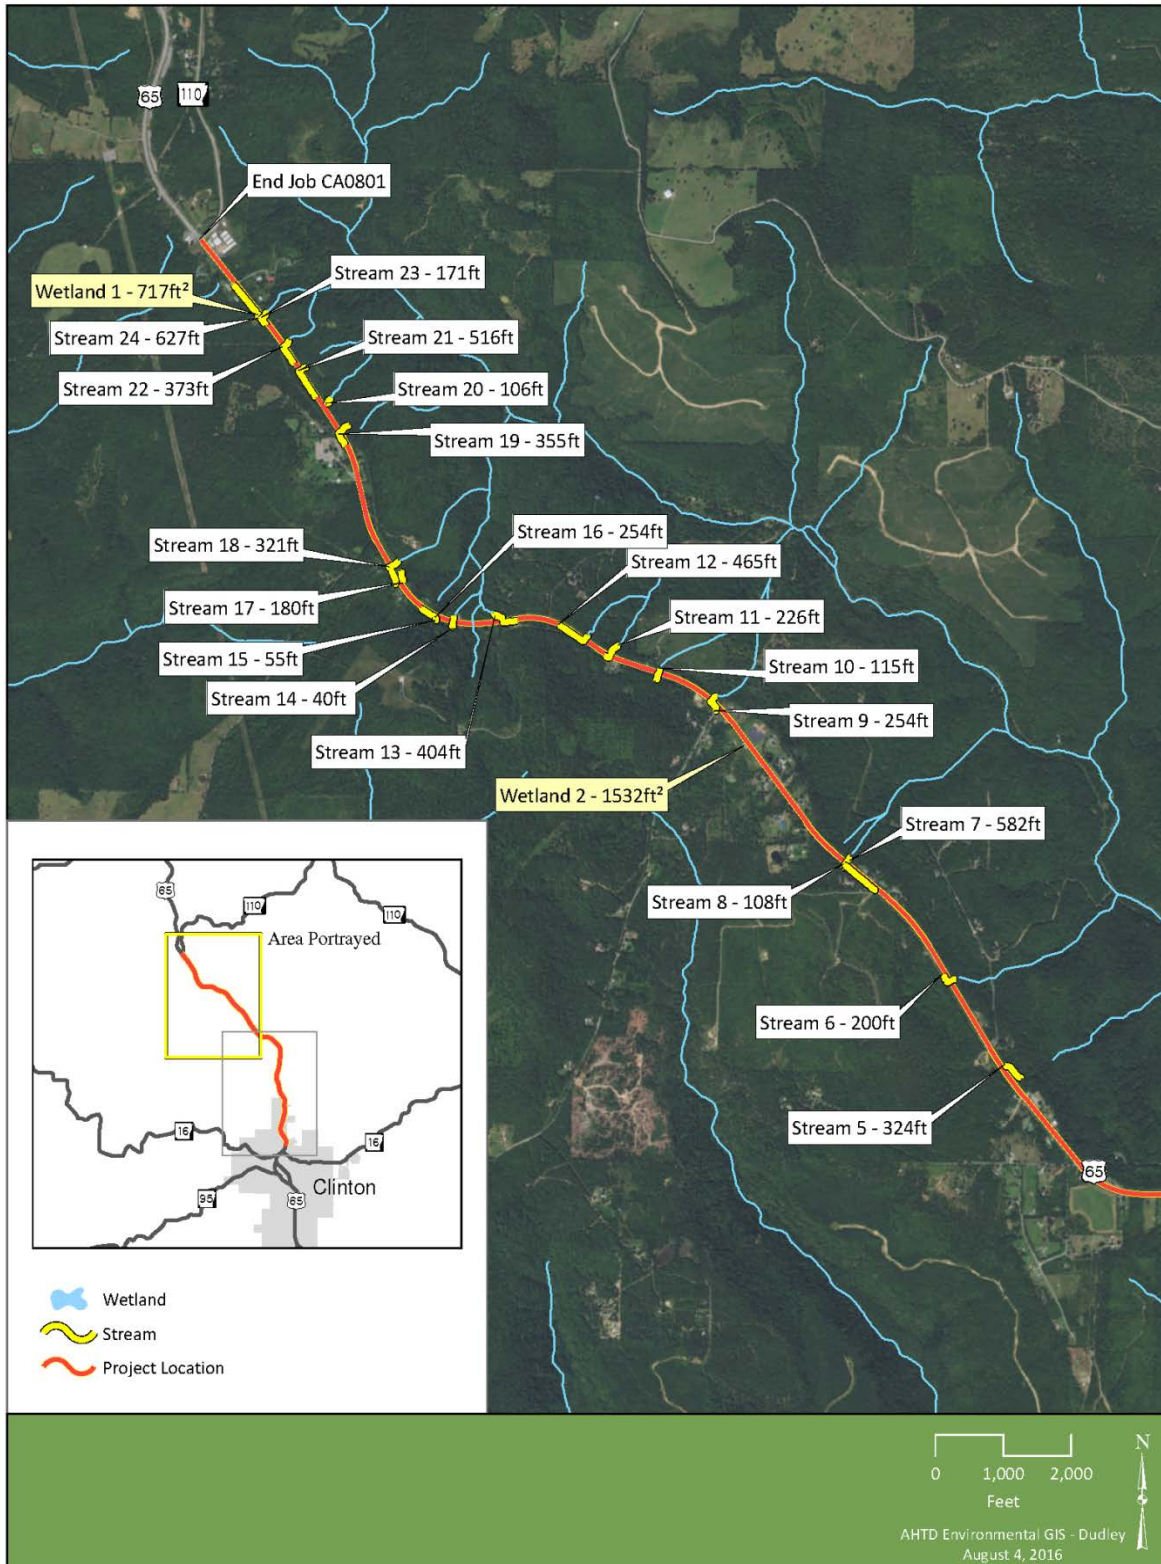 65
110
End Job CA0801
Stream 23 - 171ft
Wetland 1 - 717ft²
Stream 24 - 627ft
Stream 21 - 516ft
Stream 22 - 373ft
Stream 20 - 106ft
Stream 19 - 355ft
Stream 16 - 254ft
Stream 18 - 321ft
Stream 12 - 465ft
Stream 17 - 180ft
Stream 11 - 226ft
Stream 15 - 55ft
Stream 10 - 115ft
Stream 14 - 40ft
Stream 9 - 254ft
Stream 13 - 404ft
Wetland 2 - 1532ft²
Stream 7 - 582ft
Stream 8 - 108ft
Stream 6 - 200ft
Stream 5 - 324ft
65
65
110
110
Area Portrayed
16
16
95
65
Clinton
Wetland
Stream
Project Location
N
0 1,000 2,000
Feet
AHTD Environmental GIS - Dudley
August 4, 2016